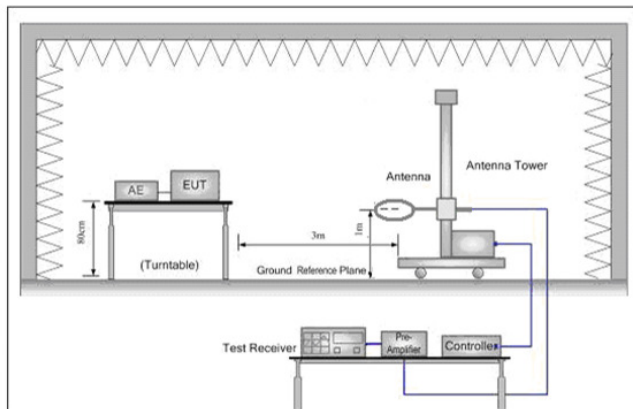 Antenna Tower
Antenna
EUT
AE
80cm
1m
3m
(Turntable)
Ground Reference Plane
Test Receiver
Pre-
Amplifier
Controller